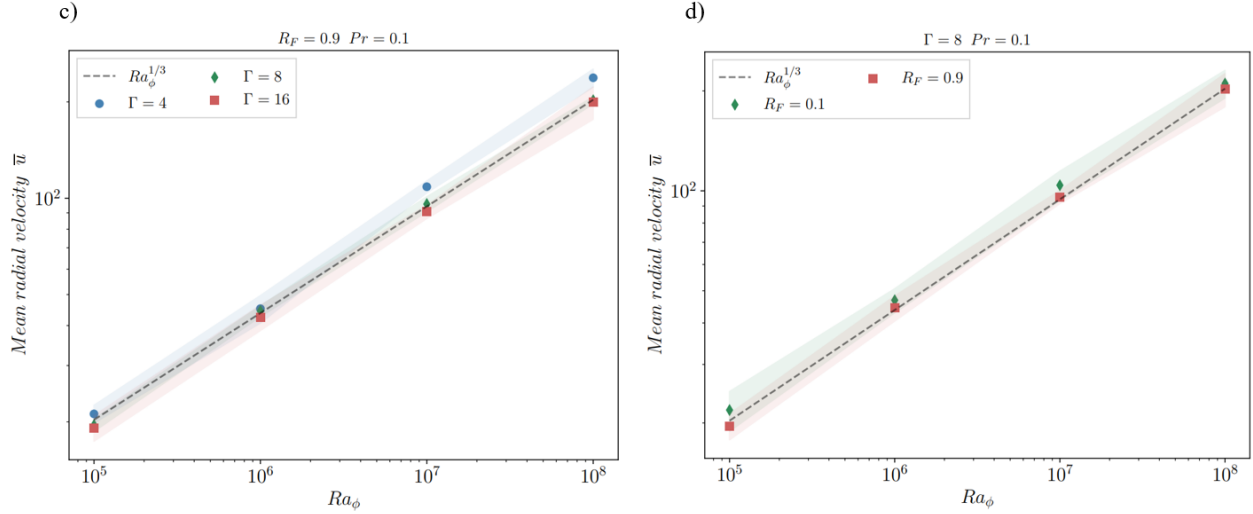 c)
R_F = 0.9 Pr = 0.1
Ra_ϕ^{1/3}
Γ = 4
Γ = 8
Γ = 16
Mean radial velocity u̅
2
10^2
10^5
10^6
10^7
10^8
Ra_ϕ
d)
Γ = 8 Pr = 0.1
Ra_ϕ^{1/3}
R_F = 0.1
R_F = 0.9
Mean radial velocity u̅
10^2
10^5
10^6
10^7
10^8
Ra_ϕ